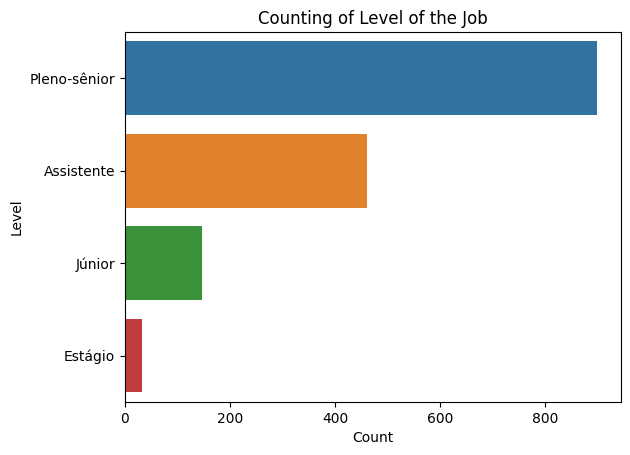 Counting of Level of the Job
Pleno-sênior
Assistente
Júnior
Estágio
Level
0 200 400 600 800
Count